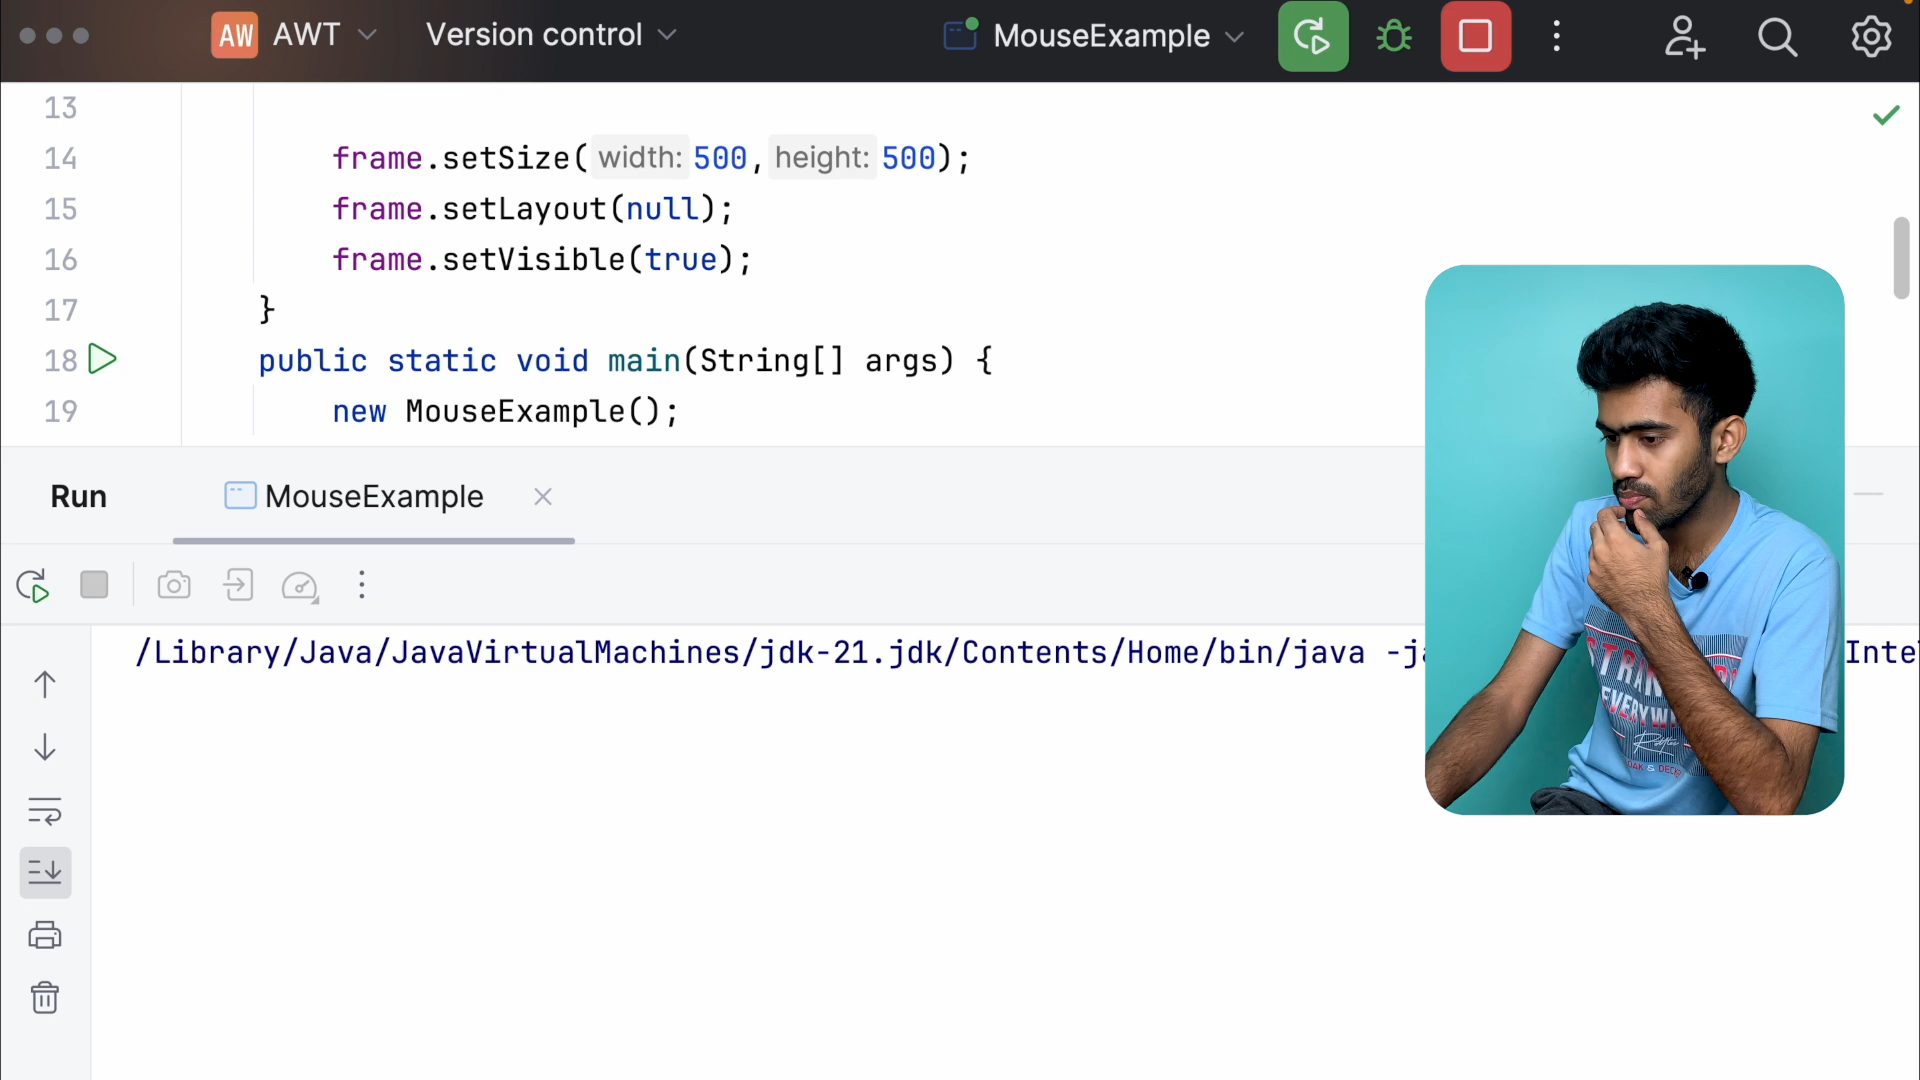 AW AWT Version control MouseExample
13
14 frame.setSize( width: 500, height: 500);
15 frame.setLayout(null);
16 frame.setVisible(true);
17 }
18 public static void main(String[] args) {
19 new MouseExample();
Run MouseExample
/Library/Java/JavaVirtualMachines/jdk-21.jdk/Contents/Home/bin/java